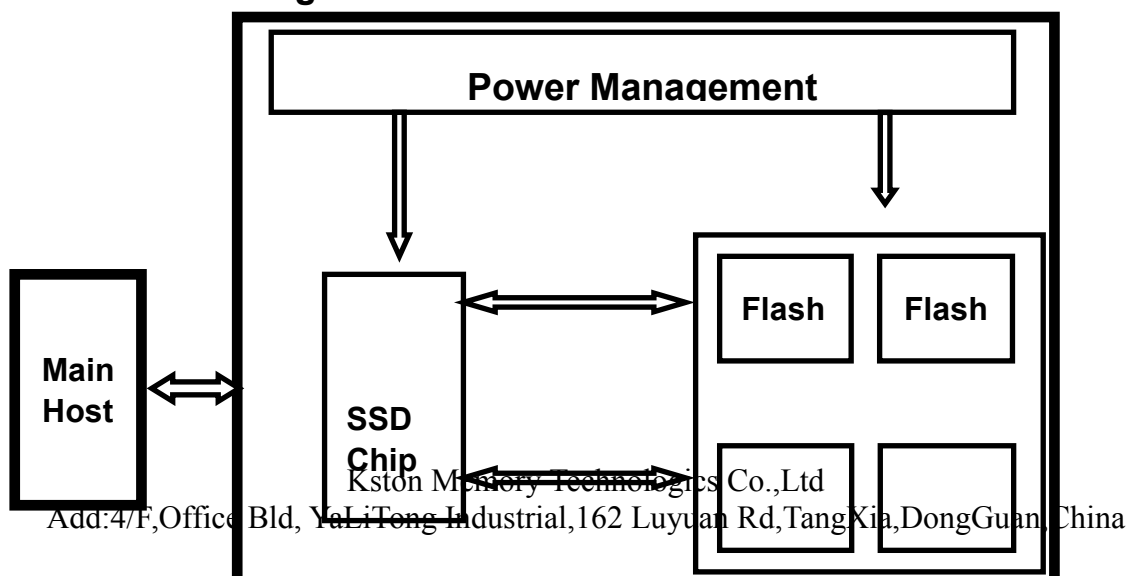 Power Management
Flash Flash
Main
Host
SSD
Chip
Kston Memory Technologics Co.,Ltd
Add:4/F,Office Bld, YaLiTong Industrial,162 Luyuan Rd,TangXia,DongGuan,China